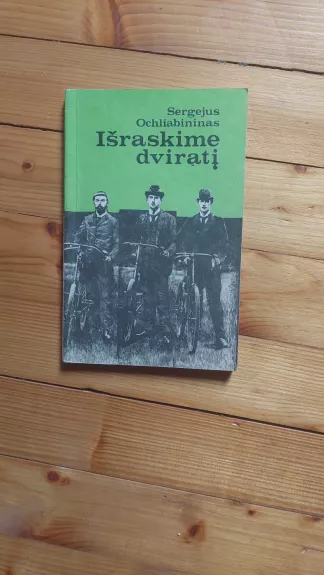 Sergejus
Ochliabininas
Išraskime
dviratį